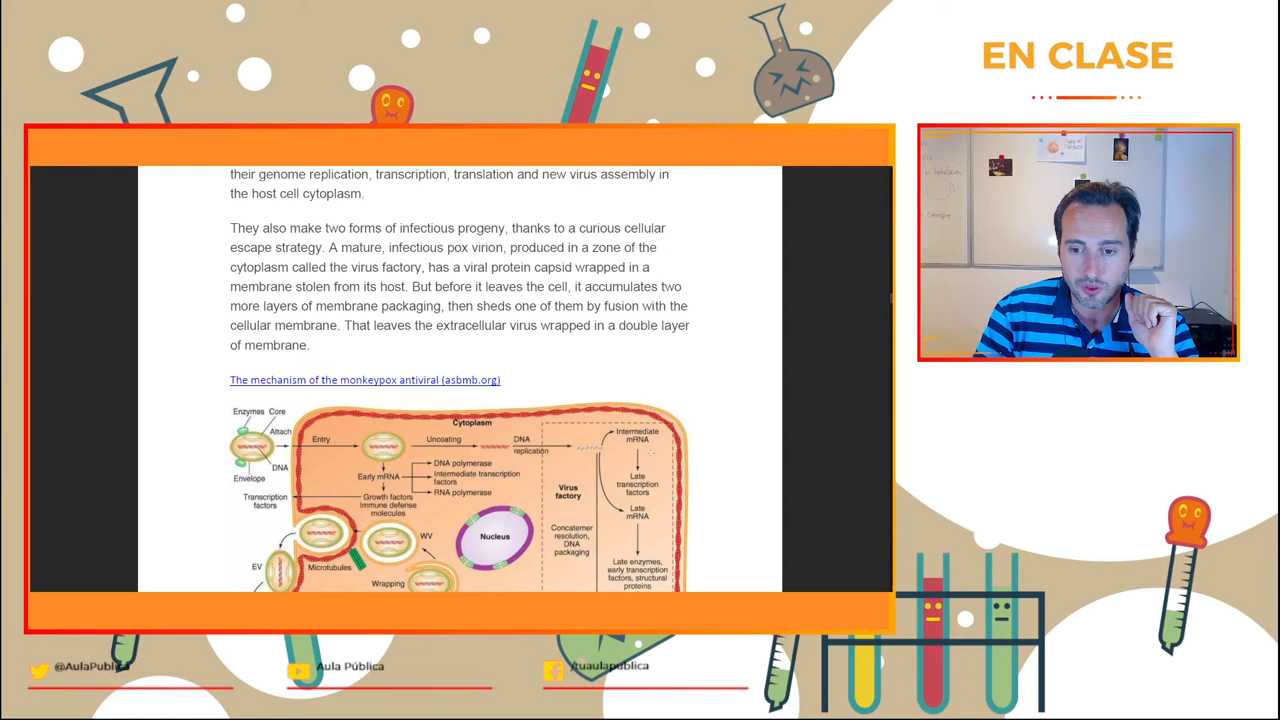 EN CLASE
their genome replication, transcription, translation and new virus assembly in
the host cell cytoplasm.
They also make two forms of infectious progeny, thanks to a curious cellular
escape strategy. A mature, infectious pox virion, produced in a zone of the
cytoplasm called the virus factory, has a viral protein capsid wrapped in a
membrane stolen from its host. But before it leaves the cell, it accumulates two
more layers of membrane packaging, then sheds one of them by fusion with the
cellular membrane. That leaves the extracellular virus wrapped in a double layer
of membrane.
The mechanism of the monkeypox antiviral (asbmb.org)
Enzymes Core
Attach
DNA
Envelope
Cytoplasm
Entry
Uncoating
DNA
replication
Early mRNA
DNA polymerase
Intermediate transcription
factors
RNA polymerase
Growth factors
Immune defense
molecules
Transcription
factors
Intermediate
mRNA
Late
transcription
factors
Late
mRNA
Late enzymes,
early transcription
factors, structural
proteins
Virus
factory
Concatemer
resolution,
DNA
packaging
Nucleus
WV
Microtubules
EV
Wrapping
@AulaPublica
Aula Pública
/tuaulapublica